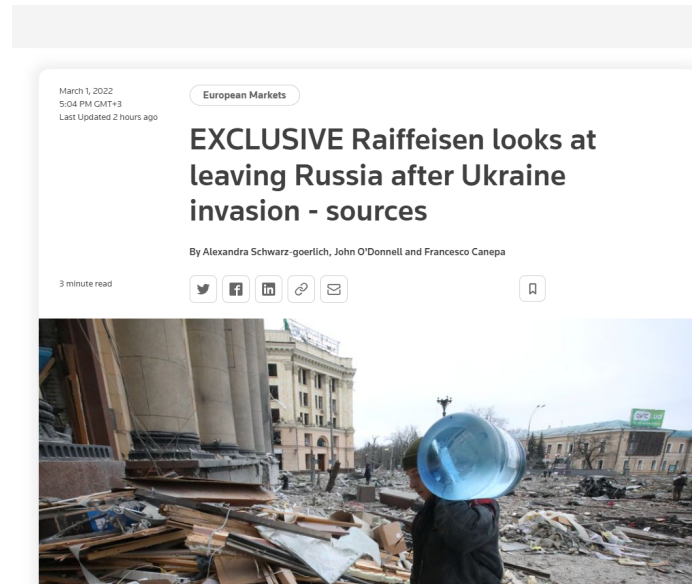 March 1, 2022
5:04 PM GMT+3
Last Updated 2 hours ago
European Markets
EXCLUSIVE Raiffeisen looks at
leaving Russia after Ukraine
invasion - sources
By Alexandra Schwarz-goerlich, John O'Donnell and Francesco Canepa
3 minute read